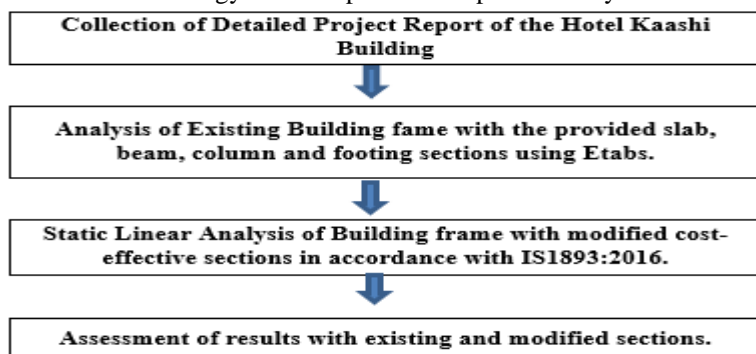 Collection of Detailed Project Report of the Hotel Kaashi
Building
Analysis of Existing Building fame with the provided slab,
beam, column and footing sections using Etabs.
Static Linear Analysis of Building frame with modified cost-
effective sections in accordance with IS1893:2016.
Assessment of results with existing and modified sections.